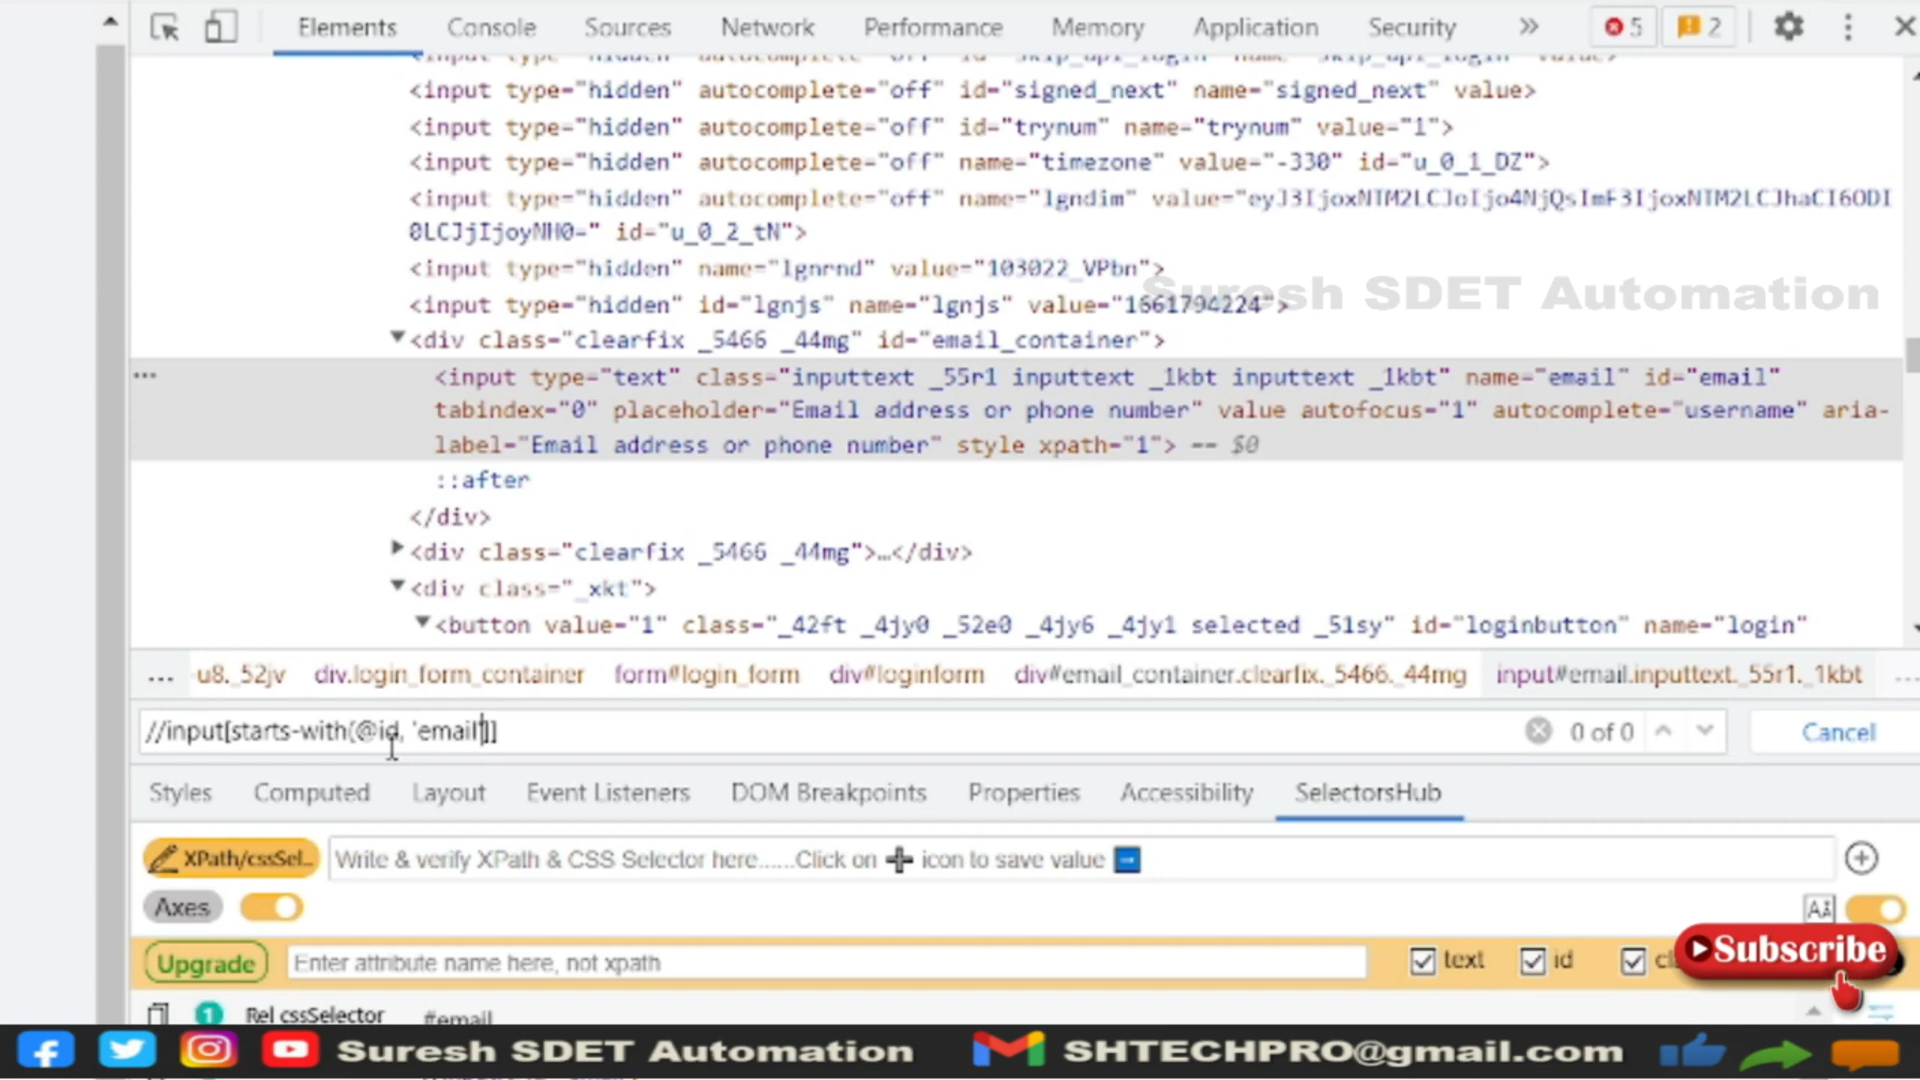 Elements Console Sources Network Performance Memory Application Security » 5 2
<input type="hidden" autocomplete="off" id="skip_api_login" name="skip_api_login" value>
<input type="hidden" autocomplete="off" id="signed_next" name="signed_next" value>
<input type="hidden" autocomplete="off" id="trynum" name="trynum" value="1">
<input type="hidden" autocomplete="off" name="timezone" value="-330" id="u_0_1_DZ">
<input type="hidden" autocomplete="off" name="lgndim" value="eyJ3IjoxNTM2LCJoIjo4NjQsImF3IjoxNTM2LCJhaCI6ODI
0LCJjIjoyNH0=" id="u_0_2_tN">
<input type="hidden" name="lgnrnd" value="103022_VPbn">
Suresh SDET Automation
<input type="hidden" id="lgnjs" name="lgnjs" value="1661794224">
<div class="clearfix _5466 _44mg" id="email_container">
... <input type="text" class="inputtext _55r1 inputtext _1kbt inputtext _1kbt" name="email" id="email"
tabindex="0" placeholder="Email address or phone number" value autofocus="1" autocomplete="username" aria-
label="Email address or phone number" style xpath="1"> == $0
::after
</div>
<div class="clearfix _5466 _44mg">…</div>
<div class="_xkt">
<button value="1" class="_42ft _4jy0 _52e0 _4jy6 _4jy1 selected _51sy" id="loginbutton" name="login"
... u8._52jv div.login_form_container form#login_form div#loginform div#email_container.clearfix._5466._44mg input#email.inputtext._55r1._1kbt ...
//input[starts-with(@id, 'email']] 0 of 0 Cancel
Styles Computed Layout Event Listeners DOM Breakpoints Properties Accessibility SelectorsHub
XPath/cssSel... Write & verify XPath & CSS Selector here......Click on ➕ icon to save value
Axes
Upgrade Enter attribute name here, not xpath text id
Subscribe
1 Rel cssSelector #email
Suresh SDET Automation SHTECHPRO@gmail.com